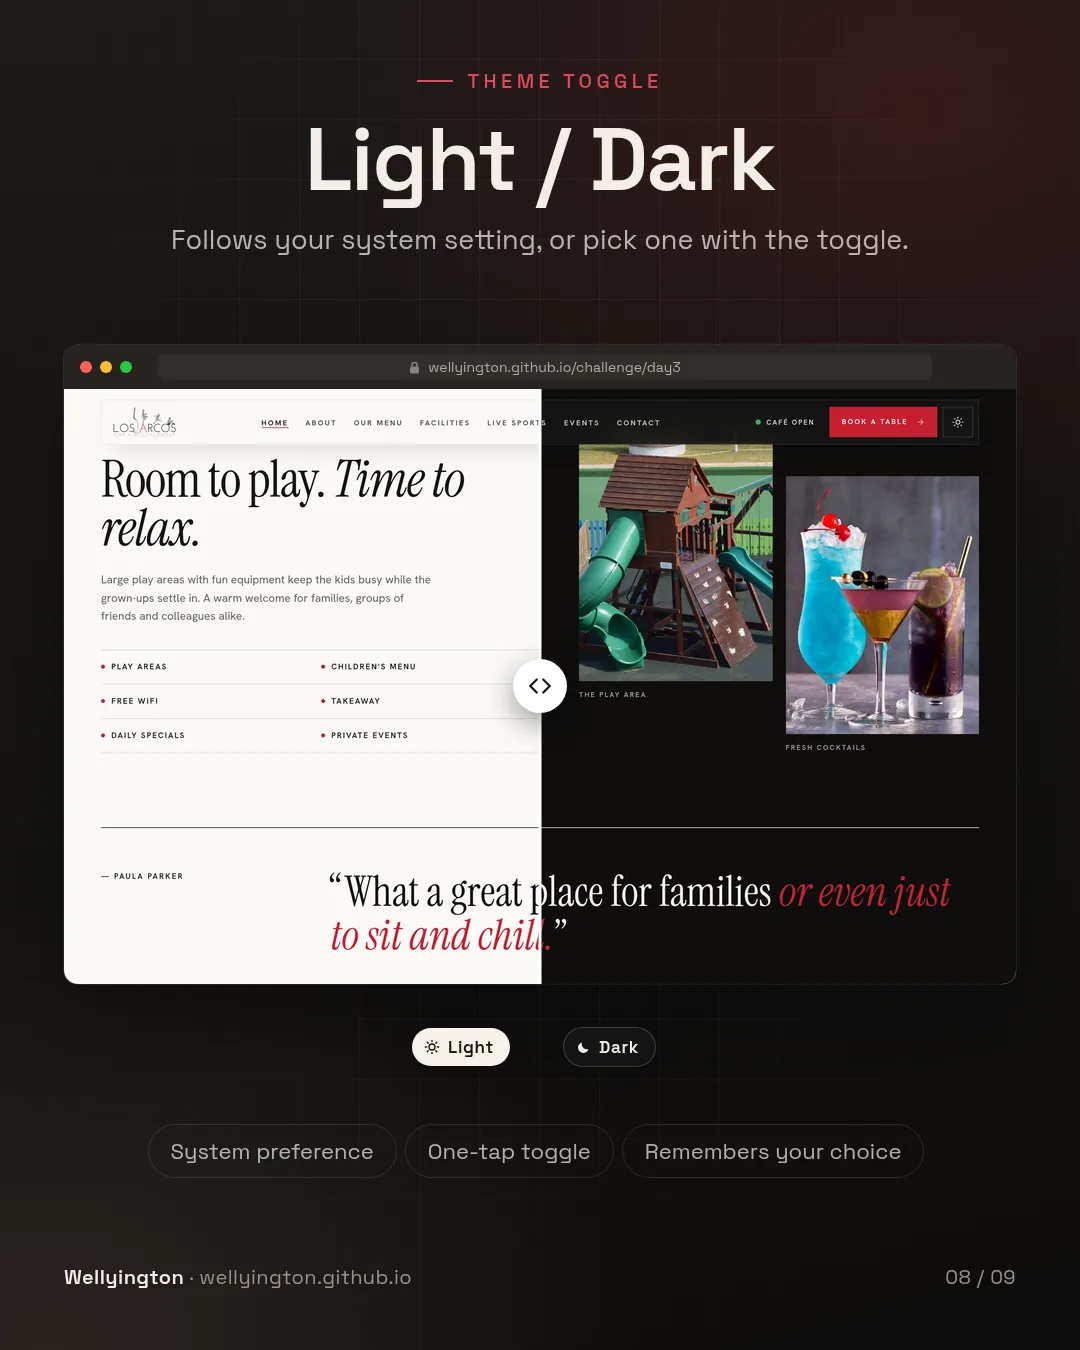 THEME TOGGLE
Light / Dark
Follows your system setting, or pick one with the toggle.
wellyington.github.io/challenge/day3
LOS ARCOS
HOME ABOUT OUR MENU FACILITIES LIVE SPORTS EVENTS CONTACT
CAFÉ OPEN
BOOK A TABLE →
Room to play. Time to
relax.
Large play areas with fun equipment keep the kids busy while the
grown-ups settle in. A warm welcome for families, groups of
friends and colleagues alike.
PLAY AREAS
CHILDREN'S MENU
FREE WIFI
TAKEAWAY
DAILY SPECIALS
PRIVATE EVENTS
THE PLAY AREA
FRESH COCKTAILS
— PAULA PARKER
“What a great place for families or even just
to sit and chill.”
Light
Dark
System preference
One-tap toggle
Remembers your choice
Wellyington · wellyington.github.io
08 / 09